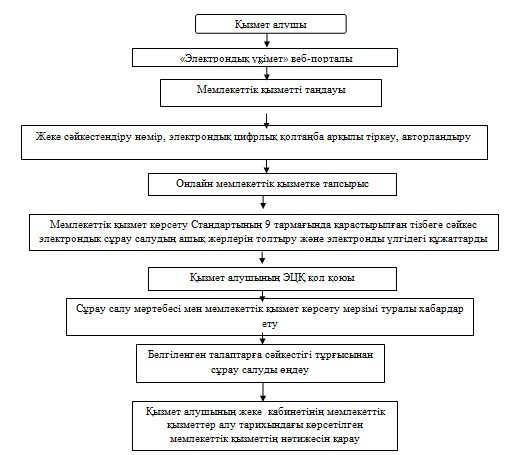 Қызмет алушы
«Электрондық үқімет» веб-порталы
Мемлекеттік қызметті таңдауы
Жеке сәйкестендіру нөмір, электрондық цифрлық қолтаңба арқылы тіркеу, авторландыру
Онлайн мемлекеттік қызметке тапсырыс
Мемлекеттік қызмет көрсету Стандартының 9 тармағында қарастырылған тізбеге сәйкес
электрондык сұрау салудың ашық жерлерін толтыру және электронды үлгідегі құжаттарды
Қызмет алушының ЭЦҚ қол қоюы
Сұрау салу мәртебесі мен мемлекеттік қызмет көрсету мерзімі туралы хабардар
ету
Белгіленген талаптарға сәйкестігі тұрғысынан
сұрау салуды өңдеу
Қызмет алушының жеке кабинетінің мемлекеттік
қызметтер алу тарихындағы көрсетілген
мемлекеттік қызметтің нәтижесін қарау